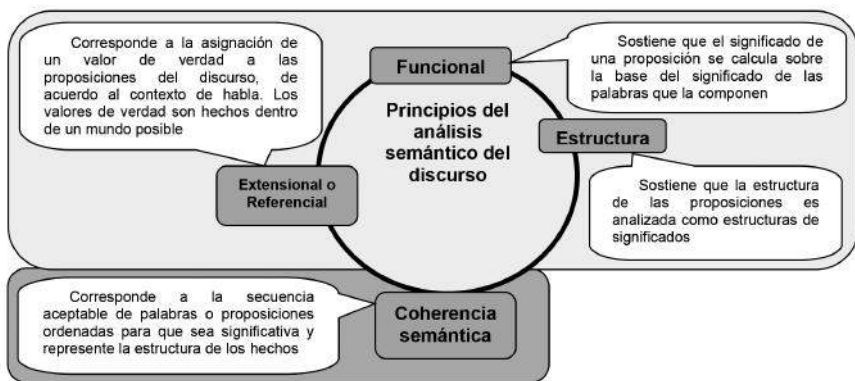 Corresponde a la asignación de
un valor de verdad a las
proposiciones del discurso, de
acuerdo al contexto de habla. Los
valores de verdad son hechos dentro
de un mundo posible
Funcional
Sostiene que el significado de
una proposición se calcula sobre
la base del significado de las
palabras que la componen
Principios del
análisis
semántico del
discurso
Estructura
Extensional o
Referencial
Sostiene que la estructura
de las proposiciones es
analizada como estructuras de
significados
Corresponde a la secuencia
aceptable de palabras o proposiciones
ordenadas para que sea significativa y
represente la estructura de los hechos
Coherencia
semántica